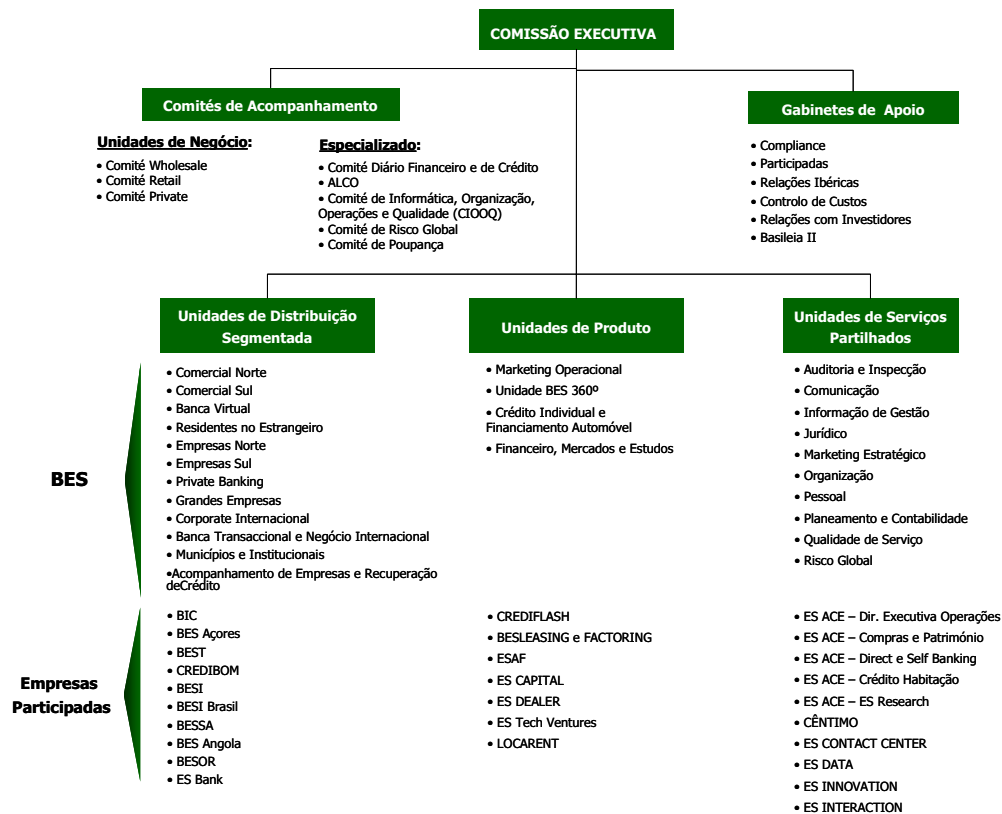 COMISSÃO EXECUTIVA
Comités de Acompanhamento
Unidades de Negócio:
• Comité Wholesale
• Comité Retail
• Comité Private
Especializado:
• Comité Diário Financeiro e de Crédito
• ALCO
• Comité de Informática, Organização,
Operações e Qualidade (CIOOQ)
• Comité de Risco Global
• Comité de Poupança
Gabinetes de Apoio
• Compliance
• Participadas
• Relações Ibéricas
• Controlo de Custos
• Relações com Investidores
• Basileia II
Unidades de Distribuição
Segmentada
Unidades de Produto
Unidades de Serviços
Partilhados
BES
• Comercial Norte
• Comercial Sul
• Banca Virtual
• Residentes no Estrangeiro
• Empresas Norte
• Empresas Sul
• Private Banking
• Grandes Empresas
• Corporate Internacional
• Banca Transaccional e Negócio Internacional
• Municípios e Institucionais
•Acompanhamento de Empresas e Recuperação
deCrédito
• Marketing Operacional
• Unidade BES 360º
• Crédito Individual e
Financiamento Automóvel
• Financeiro, Mercados e Estudos
• Auditoria e Inspecção
• Comunicação
• Informação de Gestão
• Jurídico
• Marketing Estratégico
• Organização
• Pessoal
• Planeamento e Contabilidade
• Qualidade de Serviço
• Risco Global
Empresas
Participadas
• BIC
• BES Açores
• BEST
• CREDIBOM
• BESI
• BESI Brasil
• BESSA
• BES Angola
• BESOR
• ES Bank
• CREDIFLASH
• BESLEASING e FACTORING
• ESAF
• ES CAPITAL
• ES DEALER
• ES Tech Ventures
• LOCARENT
• ES ACE – Dir. Executiva Operações
• ES ACE – Compras e Património
• ES ACE – Direct e Self Banking
• ES ACE – Crédito Habitação
• ES ACE – ES Research
• CÊNTIMO
• ES CONTACT CENTER
• ES DATA
• ES INNOVATION
• ES INTERACTION